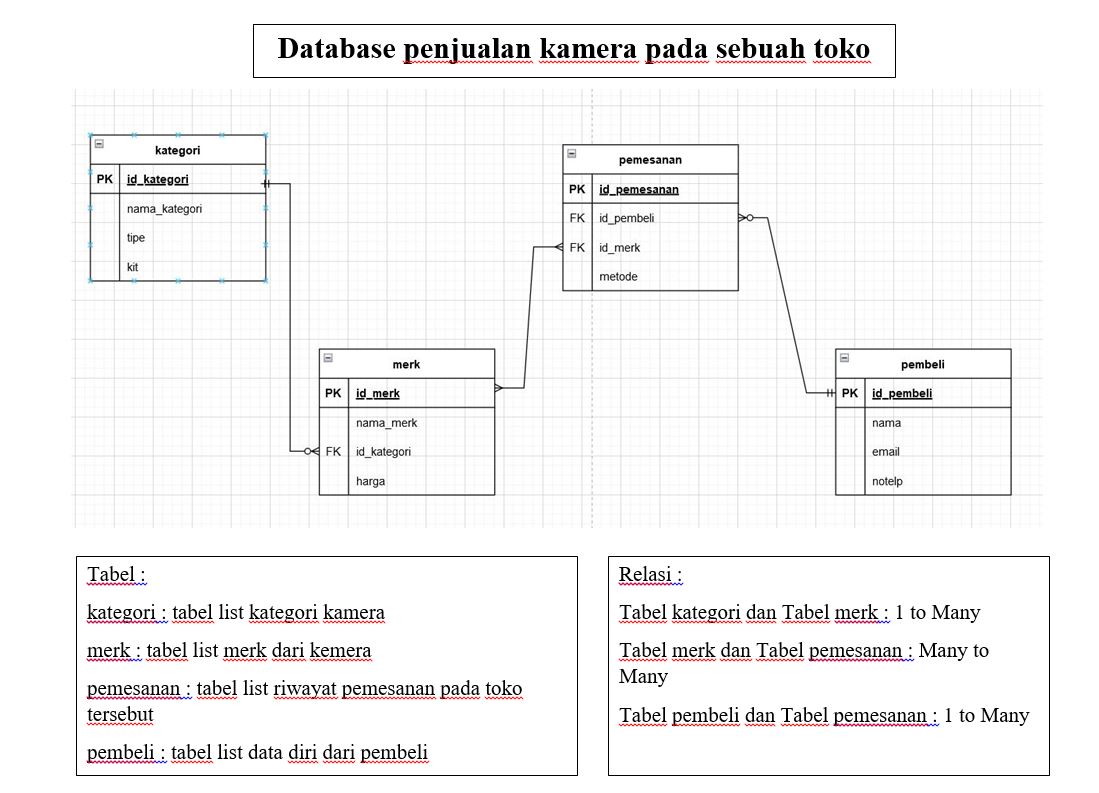 Database penjualan kamera pada sebuah toko
kategori
PK id_kategori
nama_kategori
tipe
kit
pemesanan
PK id_pemesanan
FK id_pembeli
FK id_merk
metode
merk
PK id_merk
nama_merk
FK id_kategori
harga
pembeli
PK id_pembeli
nama
email
notelp
Tabel :
kategori : tabel list kategori kamera
merk : tabel list merk dari kemera
pemesanan : tabel list riwayat pemesanan pada toko
tersebut
pembeli : tabel list data diri dari pembeli
Relasi :
Tabel kategori dan Tabel merk : 1 to Many
Tabel merk dan Tabel pemesanan : Many to
Many
Tabel pembeli dan Tabel pemesanan : 1 to Many